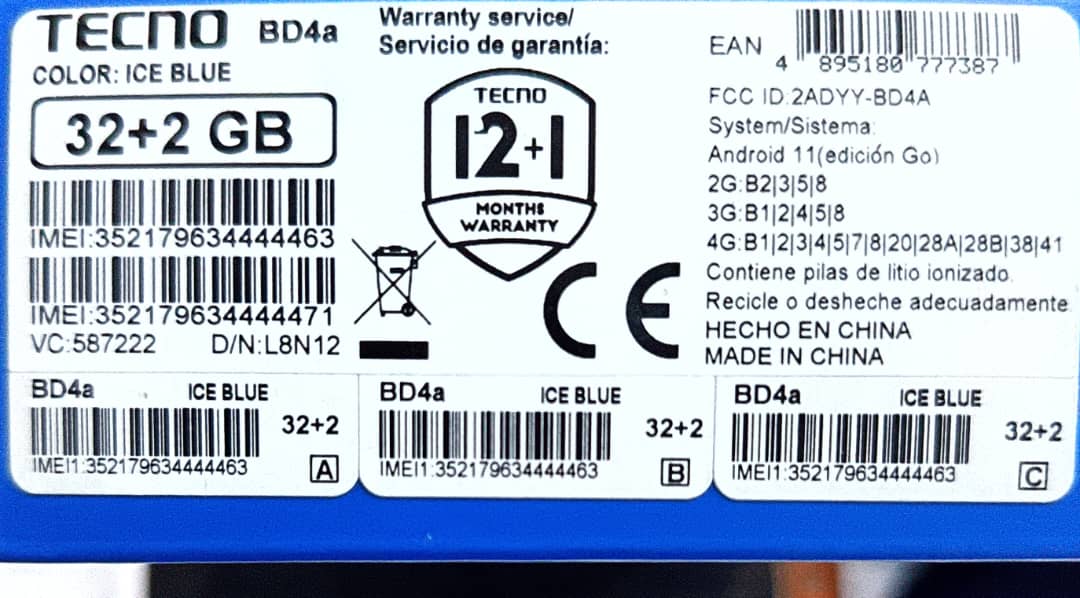 TECNO BD4a
COLOR: ICE BLUE
32+2 GB
IMEI:352179634444463
IMEI:352179634444471
VC:587222 D/N:L8N12
Warranty service/
Servicio de garantía:
TECNO
12+1
MONTHS
WARRANTY
CE
EAN
4 895180 777387
FCC ID:2ADYY-BD4A
System/Sistema:
Android 11(edición Go)
2G:B2|3|5|8
3G:B1|2|4|5|8
4G:B1|2|3|4|5|7|8|20|28A|28B|38|41
Contiene pilas de litio ionizado.
Recicle o desheche adecuadamente
HECHO EN CHINA
MADE IN CHINA
BD4a ICE BLUE
32+2
IMEI1:352179634444463
A
BD4a ICE BLUE
32+2
IMEI1:352179634444463
B
BD4a ICE BLUE
32+2
IMEI1:352179634444463
C